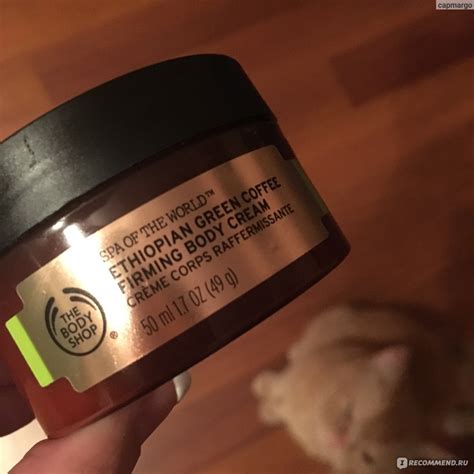 capmargo
SPA OF THE WORLD™
ETHIOPIAN GREEN COFFEE
FIRMING BODY CREAM
CRÈME CORPS RAFFERMISSANTE
50 ml 1.7 OZ (49 g)
THE
BODY
SHOP
®
IRECOMMEND.RU